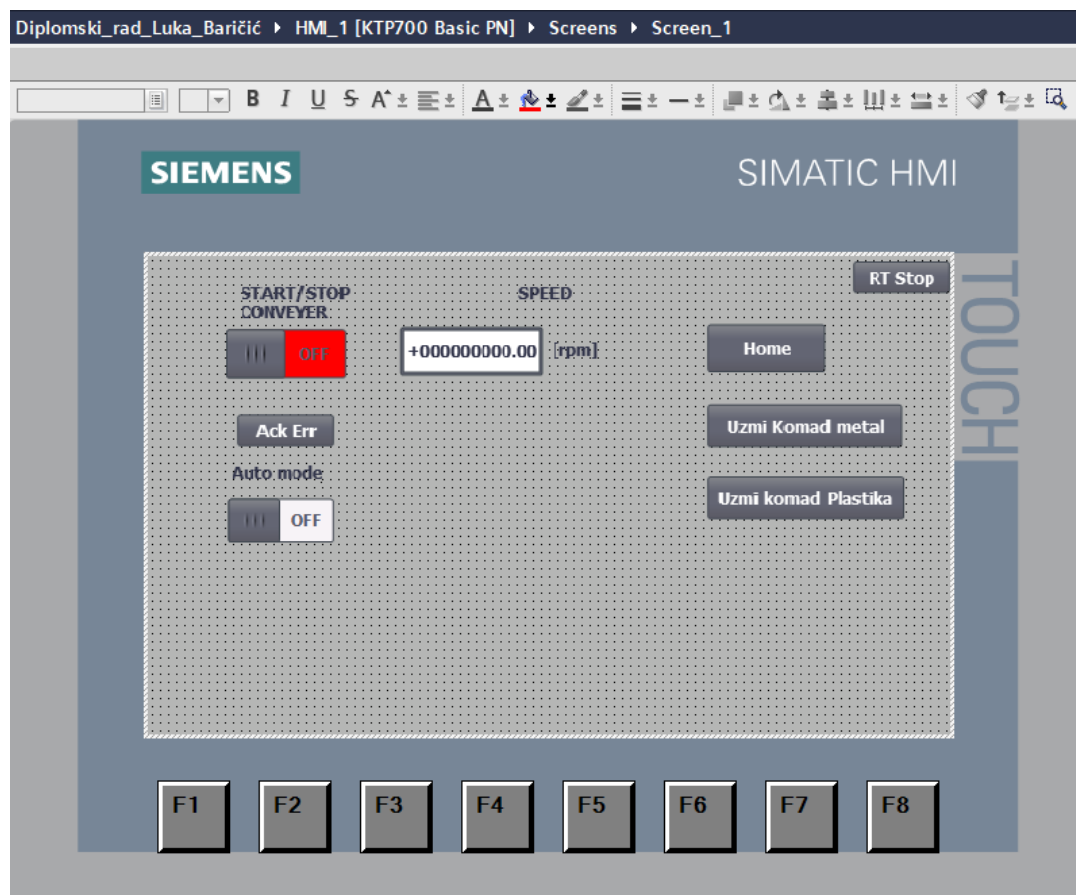 Diplomski_rad_Luka_Baričić ▸ HMI_1 [KTP700 Basic PN] ▸ Screens ▸ Screen_1
B I U S A A
SIEMENS
SIMATIC HMI
TOUCH
RT Stop
START/STOP
CONVEYER
SPEED
OFF
+000000000.00 [rpm]
Home
Ack Err
Uzmi Komad metal
Auto mode
OFF
Uzmi komad Plastika
F1 F2 F3 F4 F5 F6 F7 F8